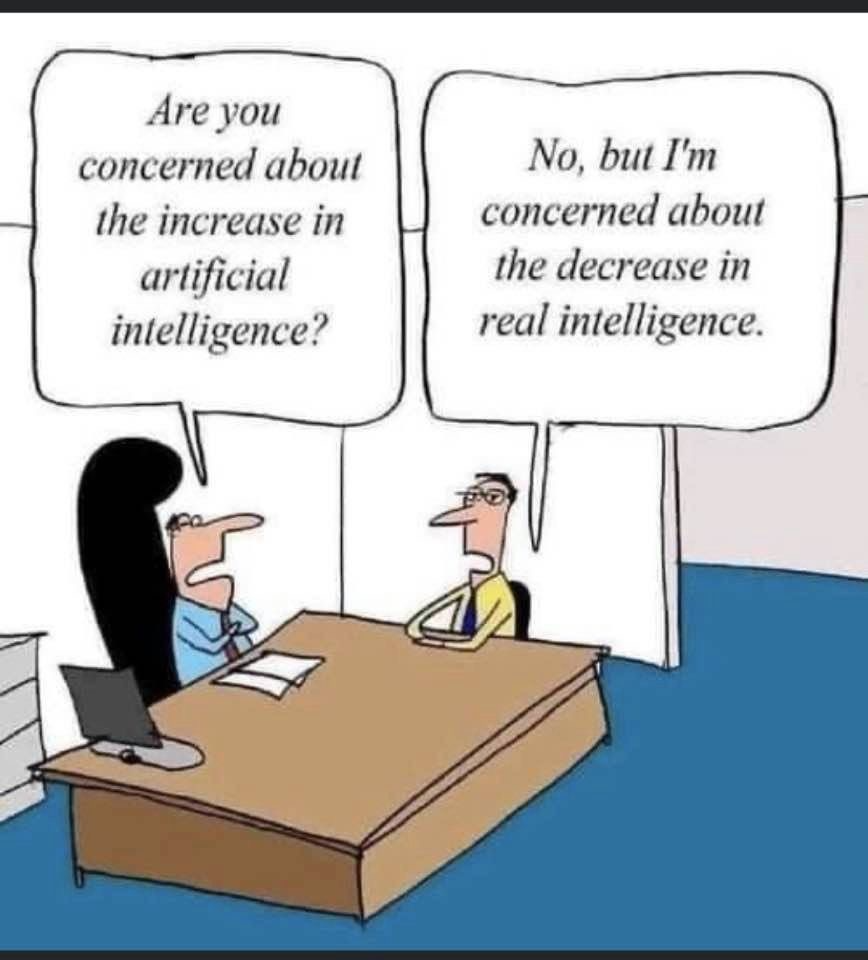 Are you
concerned about
the increase in
artificial
intelligence?
No, but I'm
concerned about
the decrease in
real intelligence.